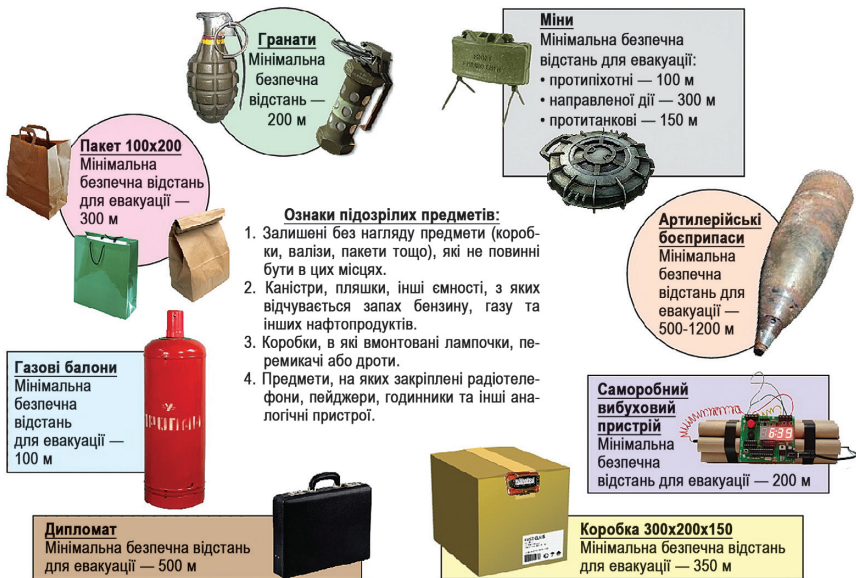 Гранати
Мінімальна
безпечна
відстань —
200 м
Міни
Мінімальна безпечна
відстань для евакуації:
• протипіхотні — 100 м
• направленої дії — 300 м
• протитанкові — 150 м
Пакет 100х200
Мінімальна
безпечна відстань
для евакуації —
300 м
Ознаки підозрілих предметів:
1. Залишені без нагляду предмети (короб-
ки, валізи, пакети тощо), які не повинні
бути в цих місцях.
2. Каністри, пляшки, інші ємності, з яких
відчувається запах бензину, газу та
інших нафтопродуктів.
3. Коробки, в які вмонтовані лампочки, пе-
ремикачі або дроти.
4. Предмети, на яких закріплені радіотеле-
фони, пейджери, годинники та інші ана-
логічні пристрої.
Артилерійські
боєприпаси
Мінімальна
безпечна
відстань для
евакуації —
500-1200 м
Газові балони
Мінімальна
безпечна
відстань
для евакуації —
100 м
ПРОПАН
Саморобний
вибуховий
пристрій
Мінімальна
безпечна
відстань для евакуації — 200 м
6:39
Дипломат
Мінімальна безпечна відстань
для евакуації — 500 м
Коробка 300х200х150
Мінімальна безпечна відстань
для евакуації — 350 м